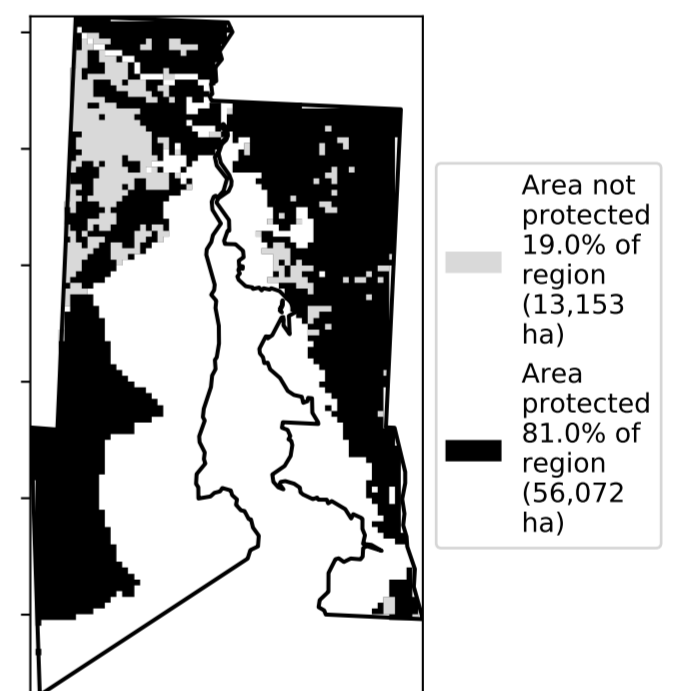 Area not
protected
19.0% of
region
(13,153
ha)
Area
protected
81.0% of
region
(56,072
ha)